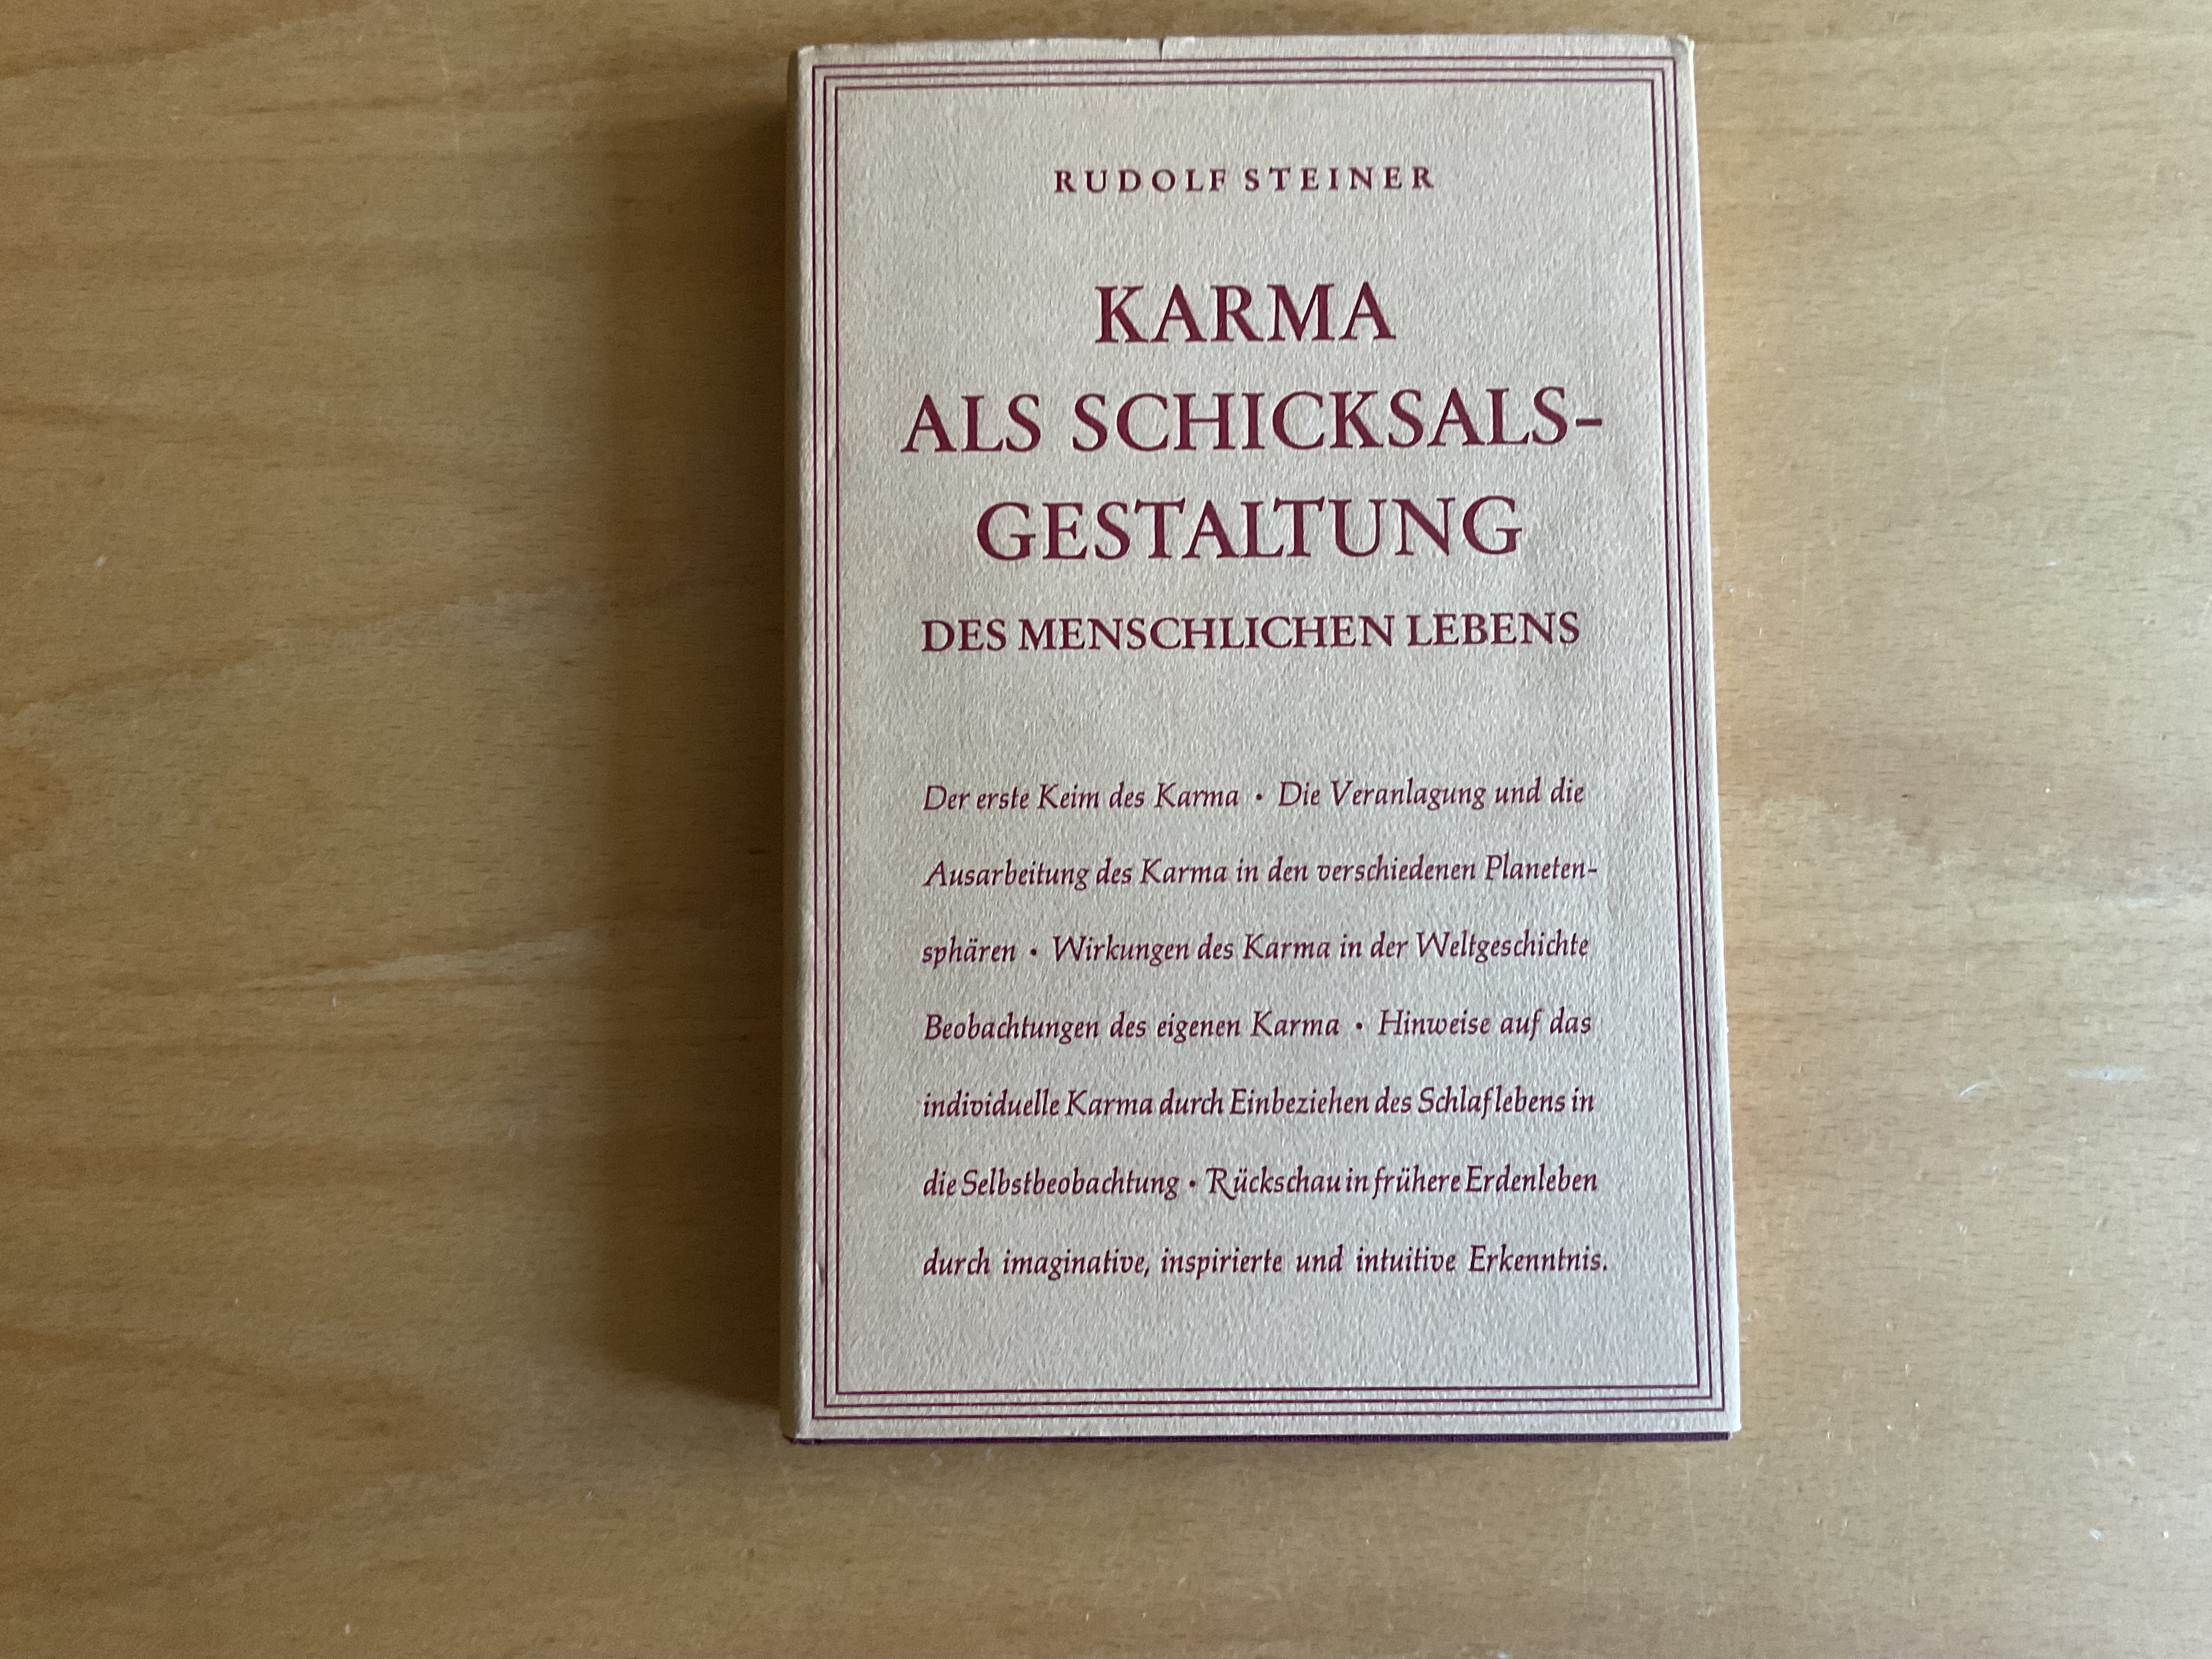 RUDOLF STEINER
KARMA
ALS SCHICKSALS-
GESTALTUNG
DES MENSCHLICHEN LEBENS
Der erste Keim des Karma • Die Veranlagung und die
Ausarbeitung des Karma in den verschiedenen Planeten-
sphären • Wirkungen des Karma in der Weltgeschichte
Beobachtungen des eigenen Karma • Hinweise auf das
individuelle Karma durch Einbeziehen des Schlaflebens in
die Selbstbeobachtung • Rückschau in frühere Erdenleben
durch imaginative, inspirierte und intuitive Erkenntnis.